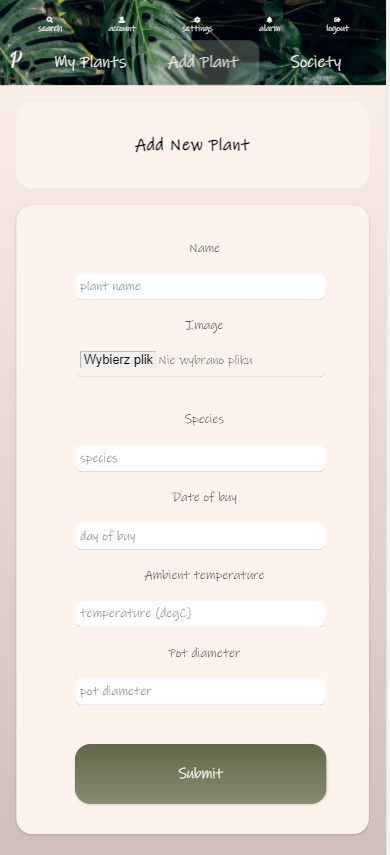 search account settings alarm logout
P My Plants Add Plant Society
Add New Plant
Name
plant name
Image
Wybierz plik Nie wybrano pliku
Species
species
Date of buy
day of buy
Ambient temperature
temperature (degC)
Pot diameter
pot diameter
Submit